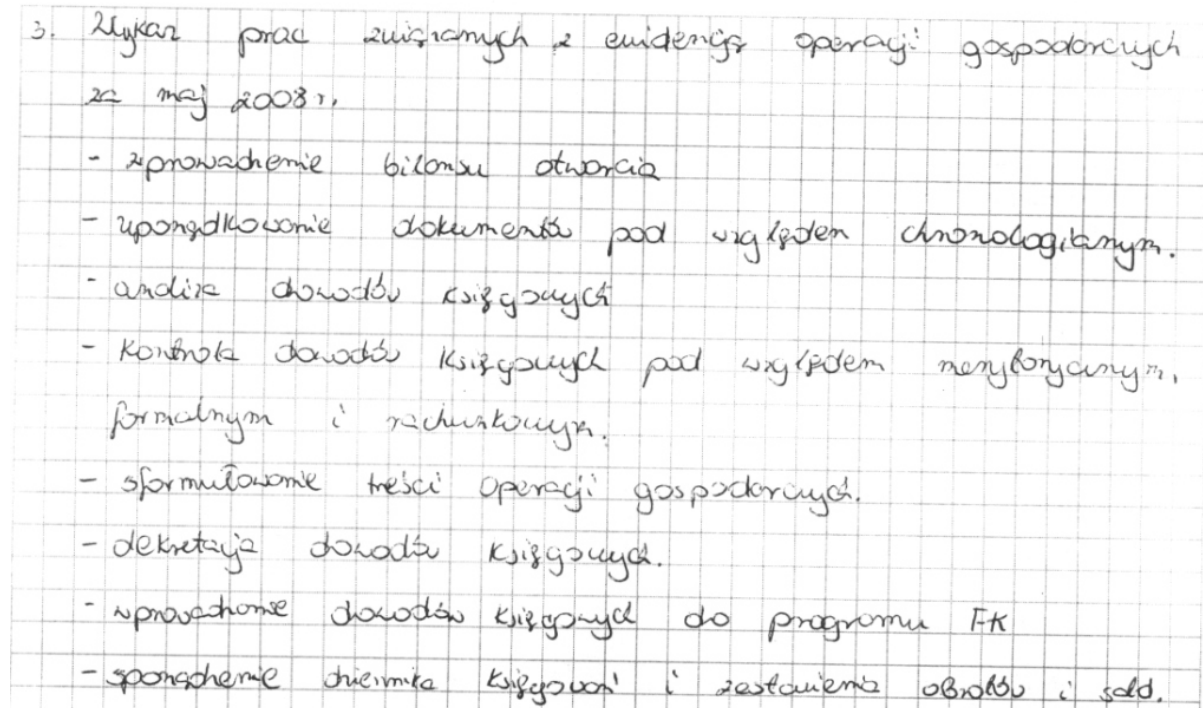 3. Wykaz prac związanych z ewidencją operacji gospodarczych
za maj 2008 r.
- wprowadzenie bilansu otwarcia
- uporządkowanie dokumentów pod względem chronologicznym.
- analiza dowodów księgowych
- kontrola dowodów księgowych pod względem merytorycznym,
formalnym i rachunkowym.
- sformułowanie treści operacji gospodarczych.
- dekretacja dowodów księgowych.
- wprowadzenie dowodów księgowych do programu FK
- sporządzenie dziennika księgowań i zestawienia obrotów i sald.